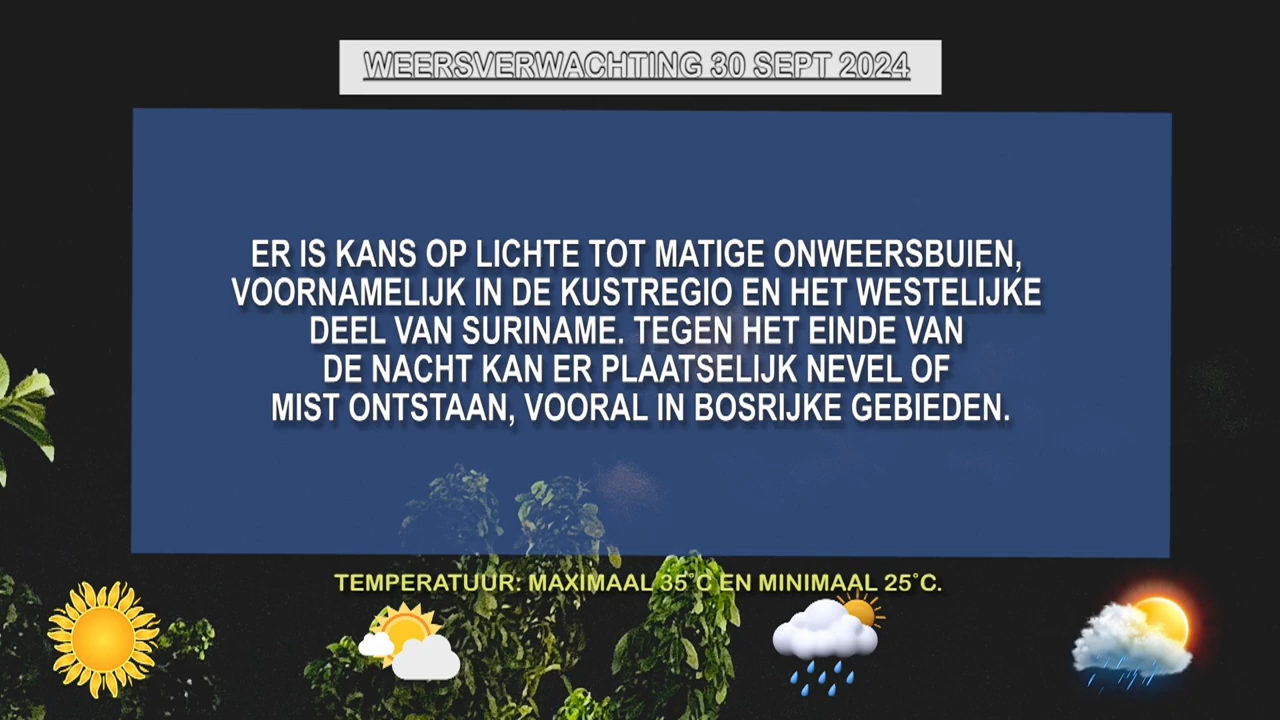 WEERSVERWACHTING 30 SEPT 2024
ER IS KANS OP LICHTE TOT MATIGE ONWEERSBUIEN,
VOORNAMELIJK IN DE KUSTREGIO EN HET WESTELIJKE
DEEL VAN SURINAME. TEGEN HET EINDE VAN
DE NACHT KAN ER PLAATSELIJK NEVEL OF
MIST ONTSTAAN, VOORAL IN BOSRIJKE GEBIEDEN.
TEMPERATUUR: MAXIMAAL 35°C EN MINIMAAL 25°C.